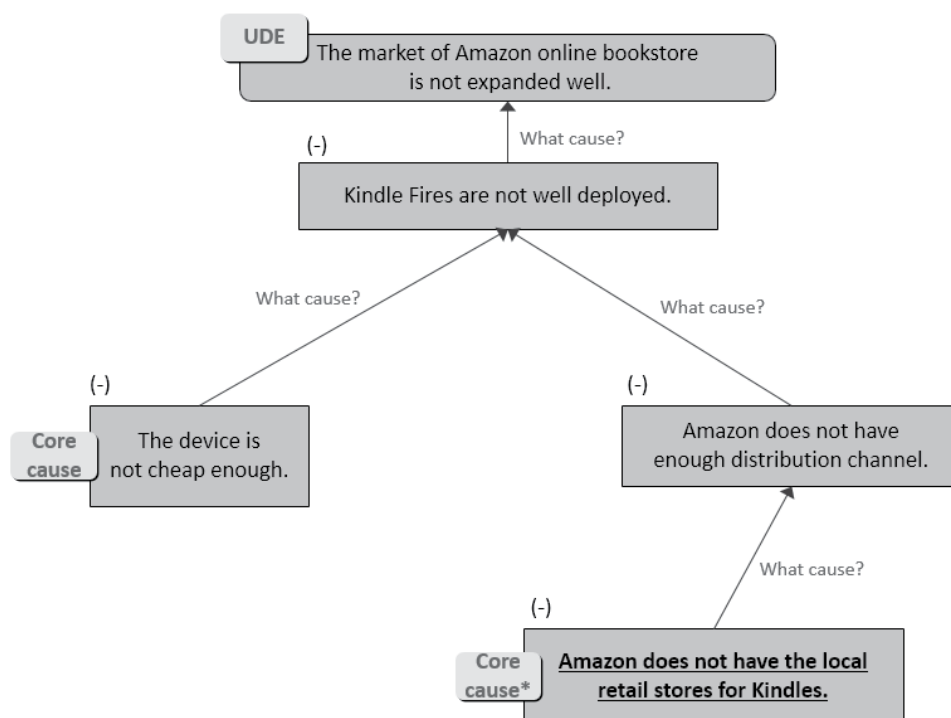 UDE
The market of Amazon online bookstore
is not expanded well.
What cause?
(-)
Kindle Fires are not well deployed.
What cause?
What cause?
(-)
(-)
Core
cause
The device is
not cheap enough.
Amazon does not have
enough distribution channel.
What cause?
(-)
Core
cause*
Amazon does not have the local
retail stores for Kindles.